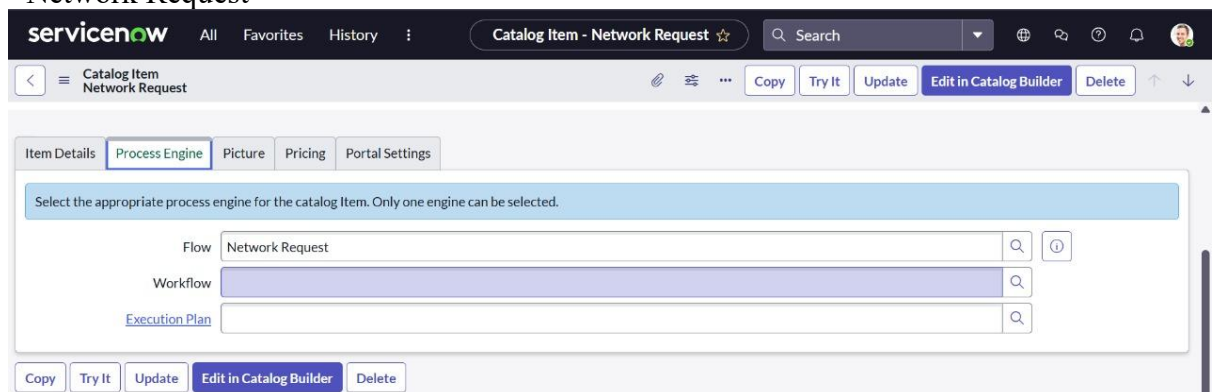 Network Request
servicenow All Favorites History Catalog Item - Network Request Search
Catalog Item
Network Request
Copy Try It Update Edit in Catalog Builder Delete
Item Details Process Engine Picture Pricing Portal Settings
Select the appropriate process engine for the catalog Item. Only one engine can be selected.
Flow Network Request
Workflow
Execution Plan
Copy Try It Update Edit in Catalog Builder Delete